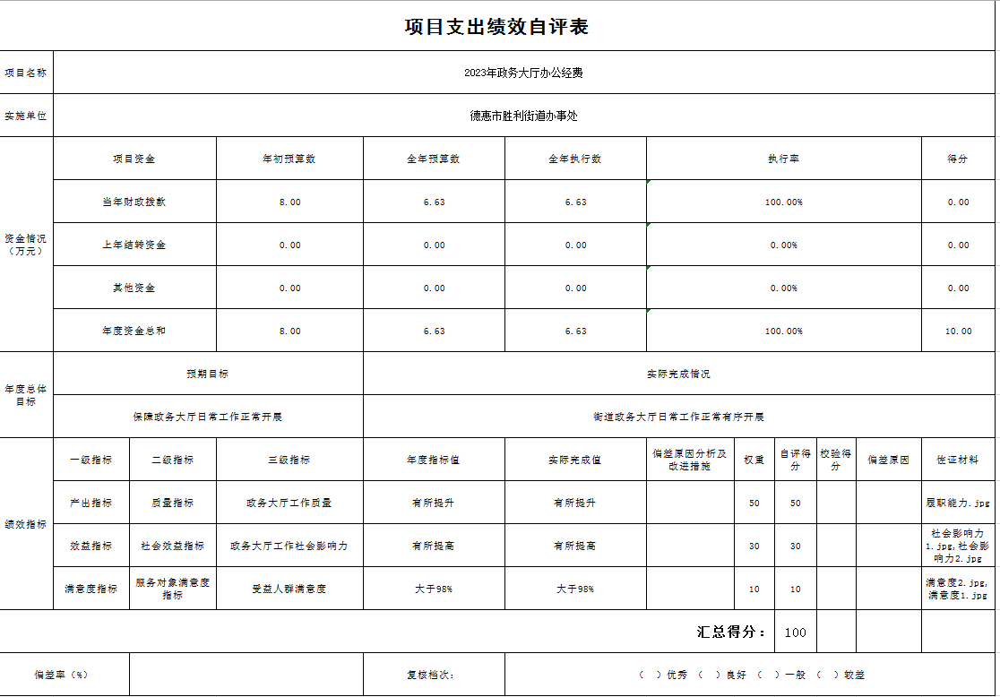 项目支出绩效自评表
项目名称 2023年政务大厅办公经费
实施单位 德惠市胜利街道办事处
资金情况
（万元）
项目资金 年初预算数 全年预算数 全年执行数 执行率 得分
当年财政拨款 8.00 6.63 6.63 100.00% 0.00
上年结转资金 0.00 0.00 0.00 0.00% 0.00
其他资金 0.00 0.00 0.00 0.00% 0.00
年度资金总和 8.00 6.63 6.63 100.00% 10.00
年度总体
目标
预期目标 实际完成情况
保障政务大厅日常工作正常开展 街道政务大厅日常工作正常有序开展
绩效指标
一级指标 二级指标 三级指标 年度指标值 实际完成值 偏差原因分析及
改进措施 权重 自评得
分 校验得
分 偏差原因 佐证材料
产出指标 质量指标 政务大厅工作质量 有所提升 有所提升 50 50 履职能力.jpg
效益指标 社会效益指标 政务大厅工作社会影响力 有所提高 有所提高 30 30 社会影响力
1.jpg,社会影
响力2.jpg
满意度指标 服务对象满意度
指标 受益人群满意度 大于98% 大于98% 10 10 满意度2.jpg,
满意度1.jpg
汇总得分： 100
偏差率（%） 复核档次： （ ）优秀 （ ）良好 （ ）一般 （ ）较差